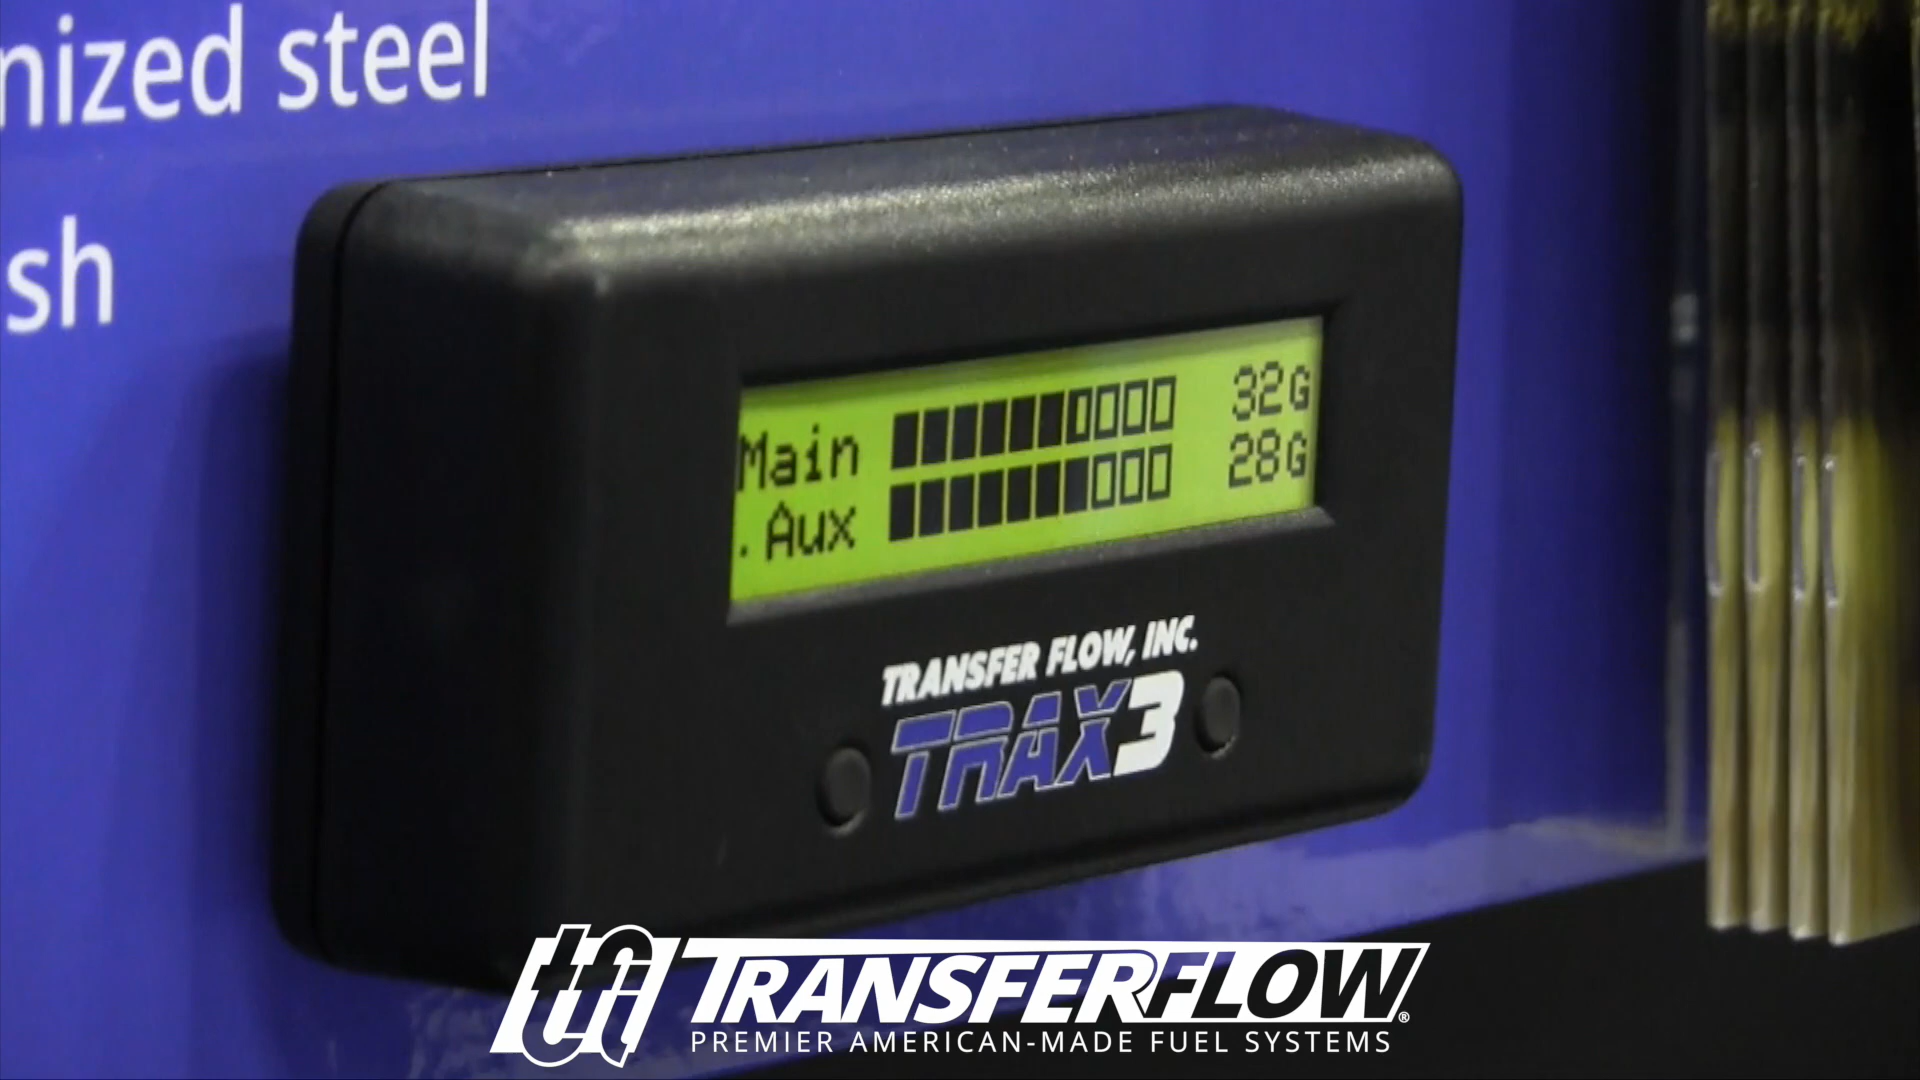 nized steel
sh
Main 32G
.Aux 28G
TRANSFER FLOW, INC.
TRAX3
tfi TRANSFERFLOW®
PREMIER AMERICAN-MADE FUEL SYSTEMS